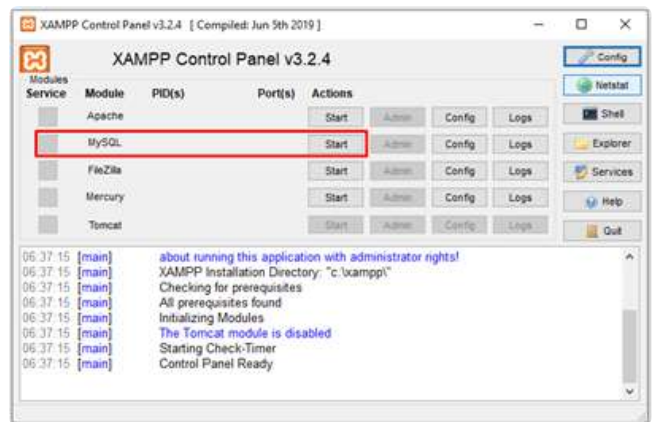 XAMPP Control Panel v3.2.4 [ Compiled: Jun 5th 2019 ]
XAMPP Control Panel v3.2.4
Config
Modules
Service Module PID(s) Port(s) Actions
Netstat
Apache Start Admin Config Logs
Shell
MySQL Start Admin Config Logs
Explorer
FileZilla Start Admin Config Logs
Services
Mercury Start Admin Config Logs
Help
Tomcat Start Admin Config Logs
Quit
06:37:15 [main] about running this application with administrator rights!
06:37:15 [main] XAMPP Installation Directory: "c:\xampp\"
06:37:15 [main] Checking for prerequisites
06:37:15 [main] All prerequisites found
06:37:15 [main] Initializing Modules
06:37:15 [main] The Tomcat module is disabled
06:37:15 [main] Starting Check-Timer
06:37:15 [main] Control Panel Ready